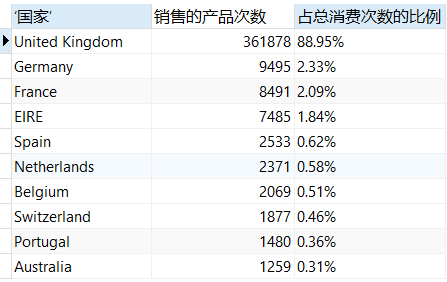 ‘国家’ 销售的产品次数 占总消费次数的比例
United Kingdom 361878 88.95%
Germany 9495 2.33%
France 8491 2.09%
EIRE 7485 1.84%
Spain 2533 0.62%
Netherlands 2371 0.58%
Belgium 2069 0.51%
Switzerland 1877 0.46%
Portugal 1480 0.36%
Australia 1259 0.31%